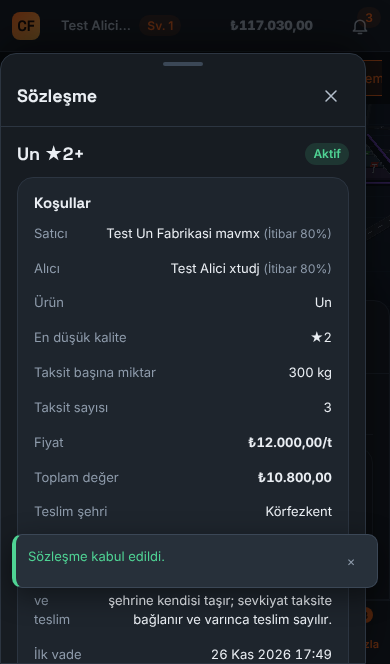 CF Test Alici... Sv. 1 ₺117.030,00 3
Sözleşme
Un ★2+ Aktif
Koşullar
Satıcı Test Un Fabrikasi mavmx (İtibar 80%)
Alıcı Test Alici xtudj (İtibar 80%)
Ürün Un
En düşük kalite ★2
Taksit başına miktar 300 kg
Taksit sayısı 3
Fiyat ₺12.000,00/t
Toplam değer ₺10.800,00
Teslim şehri Körfezkent
Sözleşme kabul edildi. ×
ve şehrine kendisi taşır; sevkiyat taksite
teslim bağlanır ve varınca teslim sayılır.
İlk vade 26 Kas 2026 17:49